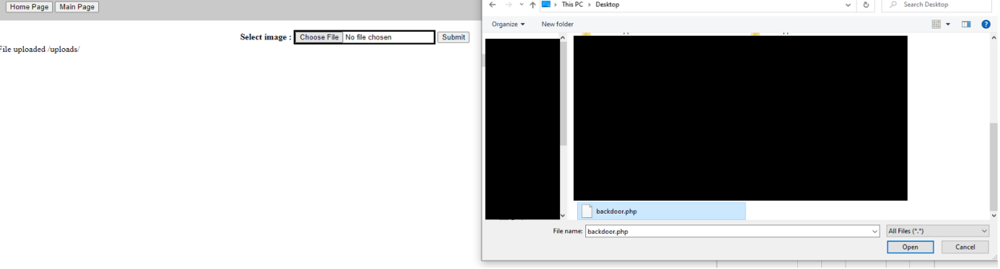 Home Page Main Page
Select image : Choose File No file chosen Submit
File uploaded /uploads/
This PC > Desktop
Search Desktop
Organize New folder
backdoor.php
File name: backdoor.php All Files (*.*)
Open Cancel